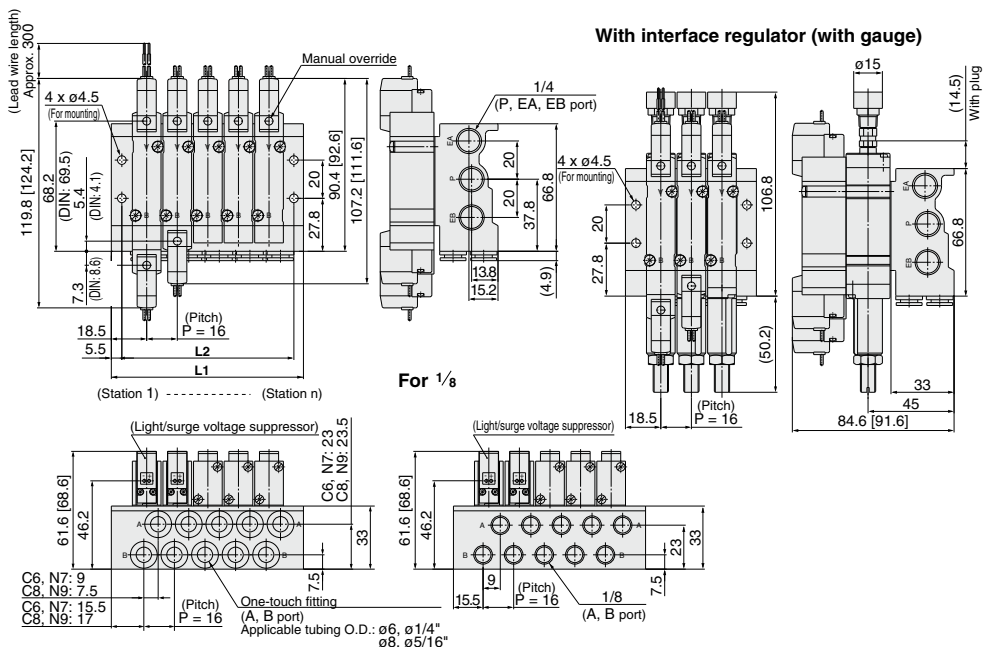 With interface regulator (with gauge)
(Lead wire length)
Approx. 300
Manual override
4 x ø4.5
(For mounting)
119.8 [124.2]
68.2
(DIN: 69.5)
5.4
(DIN: 4.1)
7.3
(DIN: 8.6)
V
B
B
20
27.8
90.4 [92.6]
107.2 [111.6]
18.5
5.5
(Pitch)
P = 16
L2
L1
(Station 1) ---------- (Station n)
1/4
(P, EA, EB port)
EA
P
EB
20
20
37.8
66.8
13.8
15.2
(4.9)
For 1/8
4 x ø4.5
(For mounting)
20
27.8
V
B
106.8
(50.2)
18.5
(Pitch)
P = 16
ø15
(14.5)
With plug
EA
P
EB
66.8
33
45
84.6 [91.6]
(Light/surge voltage suppressor)
C6, N7: 23
C8, N9: 23.5
61.6 [68.6]
46.2
A
A
B
B
33
7.5
C6, N7: 9
C8, N9: 7.5
C6, N7: 15.5
C8, N9: 17
(Pitch)
P = 16
One-touch fitting
(A, B port)
Applicable tubing O.D.: ø6, ø1/4"
ø8, ø5/16"
(Light/surge voltage suppressor)
61.6 [68.6]
46.2
A
A
B
B
23
33
7.5
9
15.5
(Pitch)
P = 16
1/8
(A, B port)